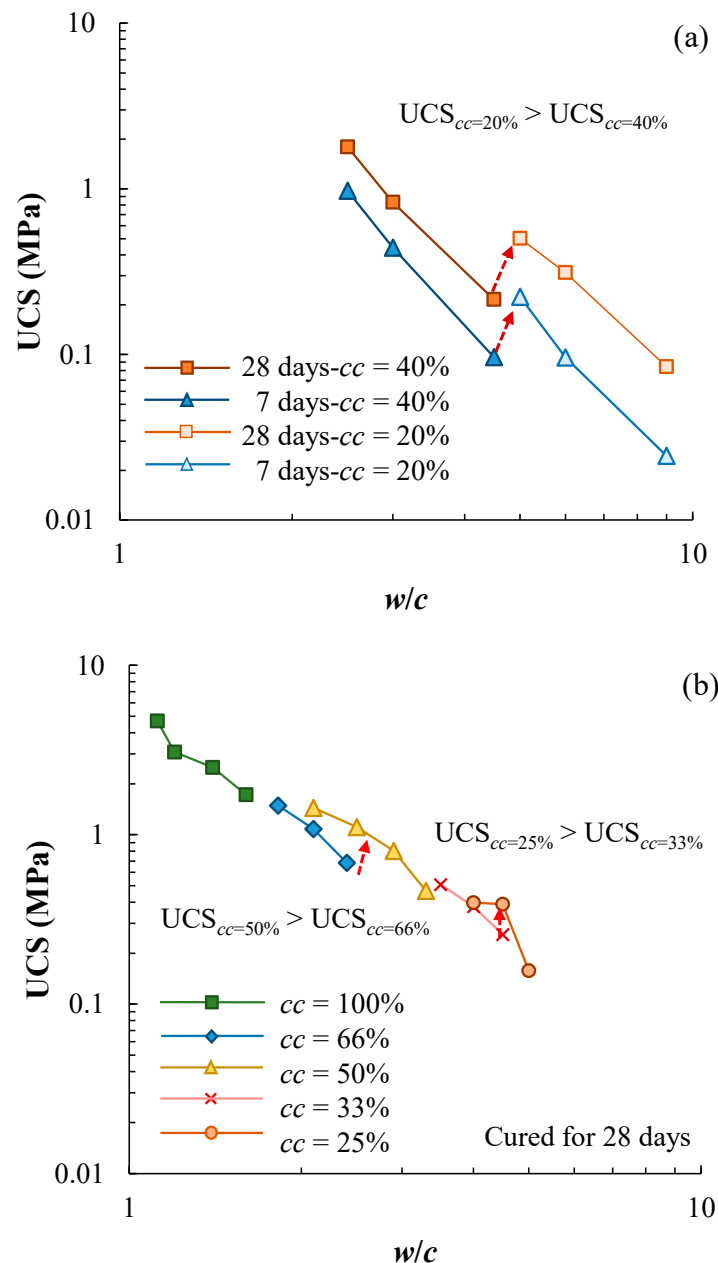 (a)
10
1
0.1
0.01
UCS (MPa)
UCScc=20% > UCScc=40%
28 days-cc = 40%
7 days-cc = 40%
28 days-cc = 20%
7 days-cc = 20%
1
10
w/c
(b)
10
1
0.1
0.01
UCS (MPa)
UCScc=25% > UCScc=33%
UCScc=50% > UCScc=66%
cc = 100%
cc = 66%
cc = 50%
cc = 33%
cc = 25%
Cured for 28 days
1
10
w/c